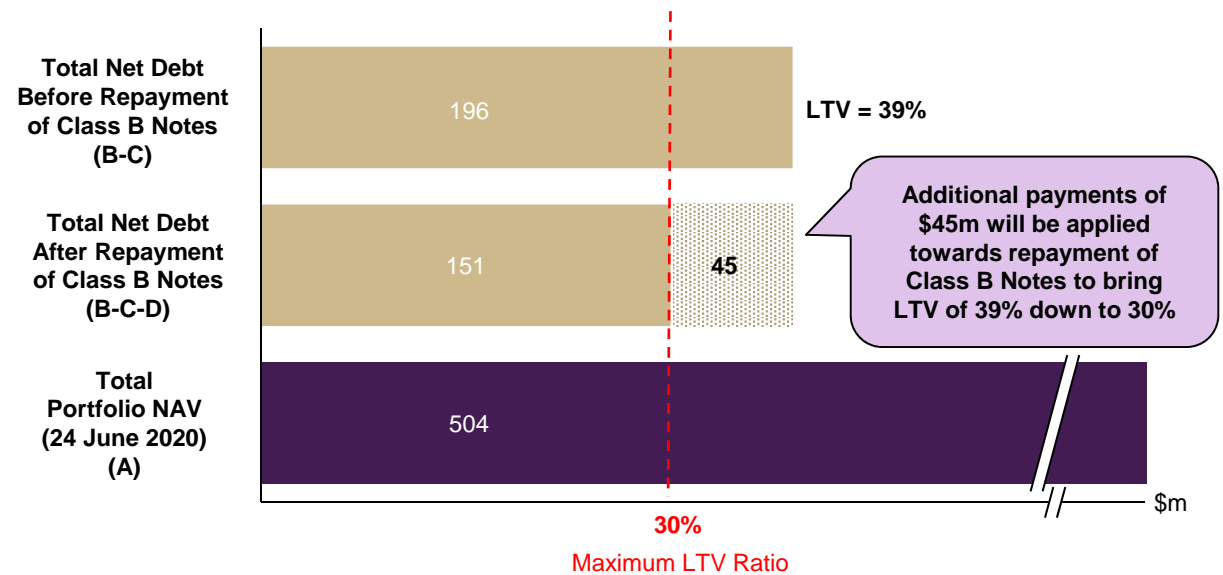 Total Net Debt
Before Repayment
of Class B Notes
(B-C)
196
LTV = 39%
Total Net Debt
After Repayment
of Class B Notes
(B-C-D)
151
45
Additional payments of
$45m will be applied
towards repayment of
Class B Notes to bring
LTV of 39% down to 30%
Total
Portfolio NAV
(24 June 2020)
(A)
504
$m
30%
Maximum LTV Ratio